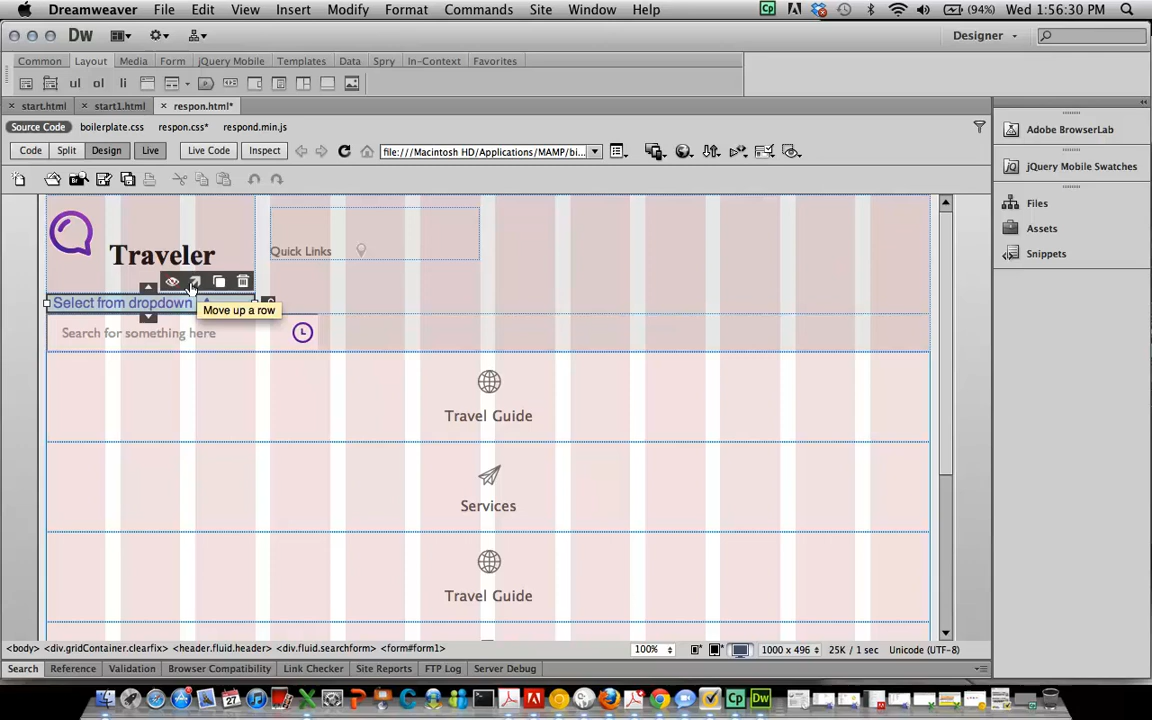 Dreamweaver File Edit View Insert Modify Format Commands Site Window Help (94%) Wed 1:56:30 PM
Dw Designer
Common Layout Media Form jQuery Mobile Templates Data Spry In-Context Favorites
ul ol li
start.html start1.html respon.html*
Source Code boilerplate.css respon.css* respond.min.js
Code Split Design Live Live Code Inspect file:///Macintosh HD/Applications/MAMP/bi...
Adobe BrowserLab
jQuery Mobile Swatches
Files
Assets
Snippets
Traveler
Quick Links
Select from dropdown
Move up a row
Search for something here
Travel Guide
Services
Travel Guide
<body> <div.gridContainer.clearfix> <header.fluid.header> <div.fluid.searchform> <form#form1> 100% 1000 x 496 25K / 1 sec Unicode (UTF-8)
Search Reference Validation Browser Compatibility Link Checker Site Reports FTP Log Server Debug
Cp Dw